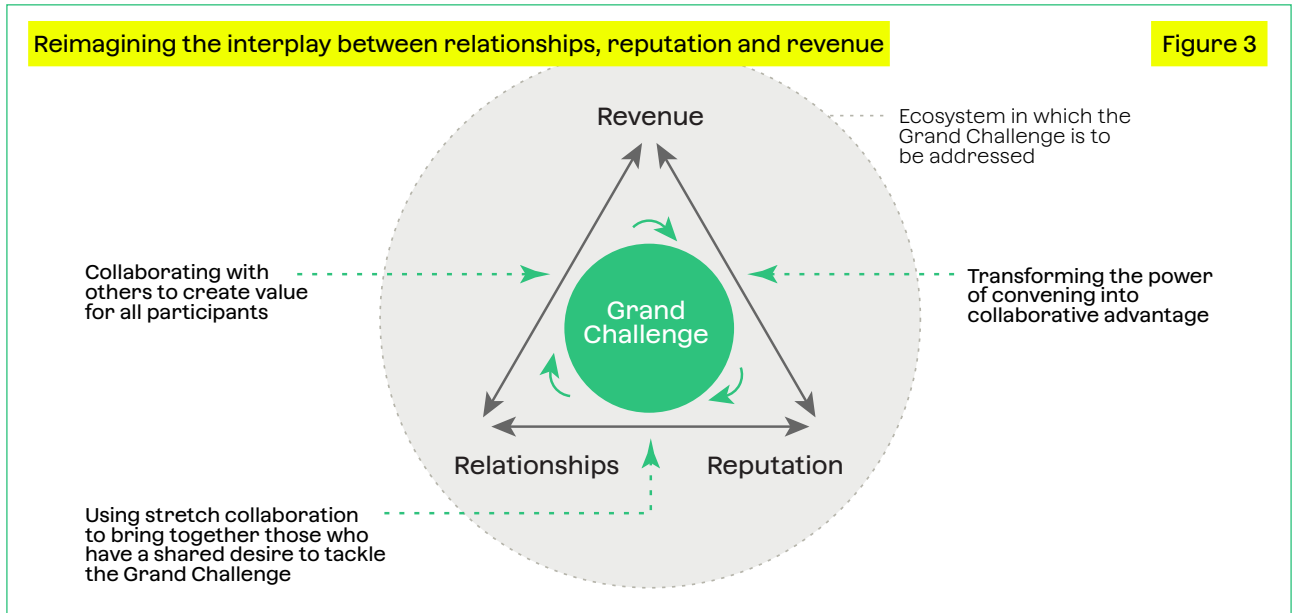 Reimagining the interplay between relationships, reputation and revenue
Figure 3
Revenue
Ecosystem in which the
Grand Challenge is to
be addressed
Collaborating with
others to create value
for all participants
Grand
Challenge
Transforming the power
of convening into
collaborative advantage
Relationships
Reputation
Using stretch collaboration
to bring together those who
have a shared desire to tackle
the Grand Challenge